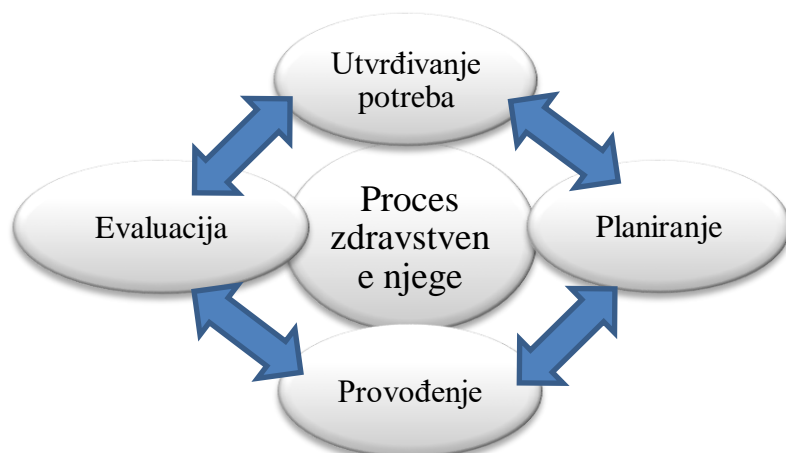 Utvrđivanje
potreba
Evaluacija
Proces
zdravstven
e njege
Planiranje
Provođenje